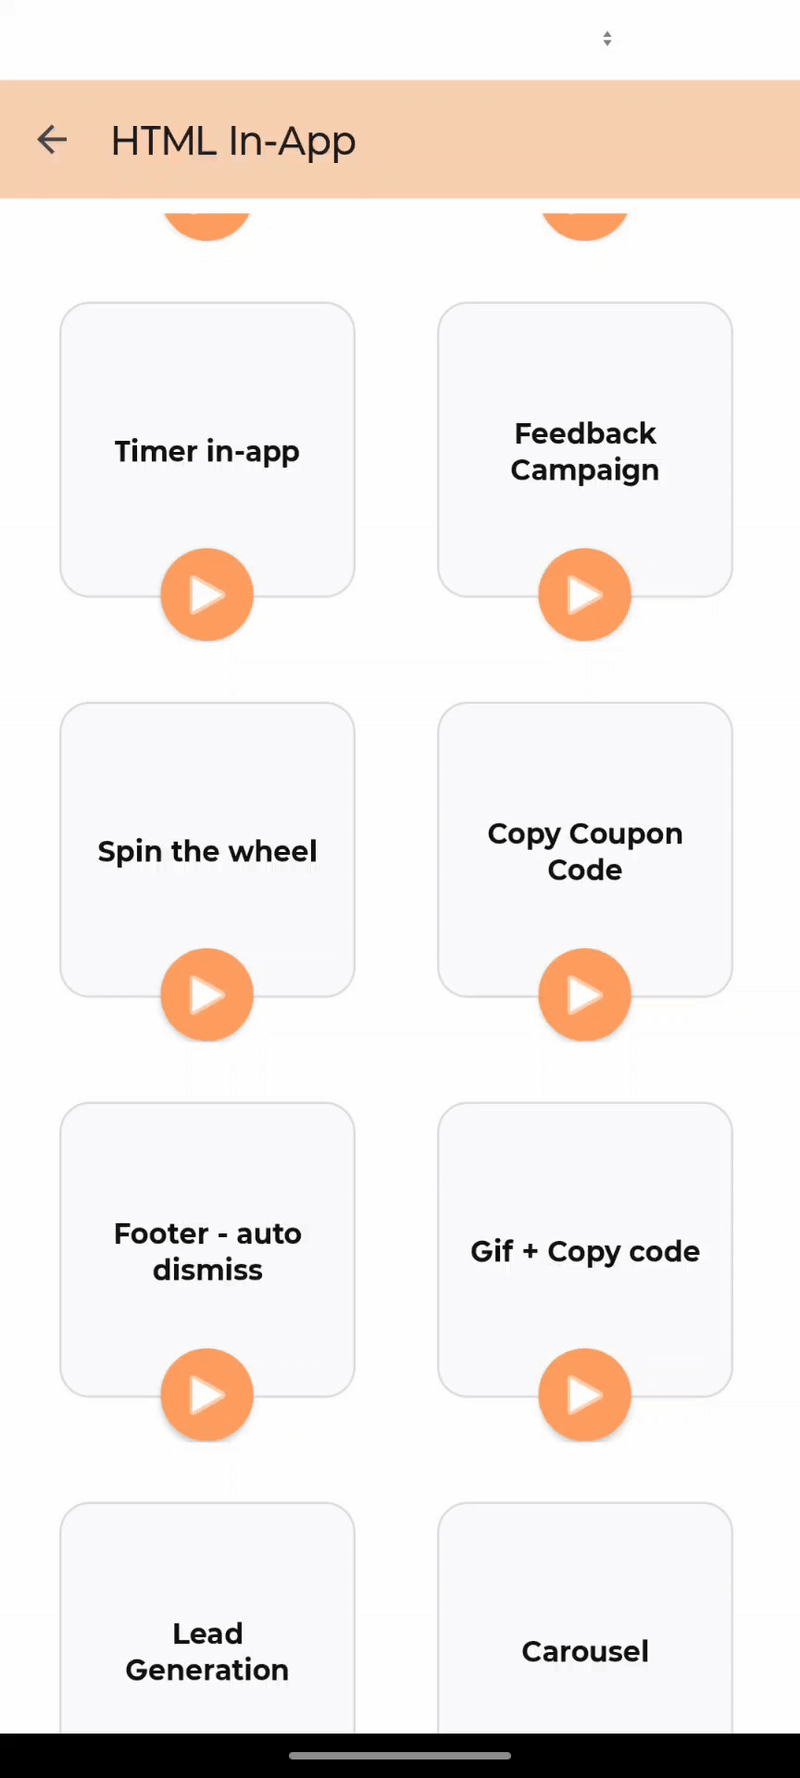 HTML In-App
Timer in-app
Feedback
Campaign
Spin the wheel
Copy Coupon
Code
Footer - auto
dismiss
Gif + Copy code
Lead
Generation
Carousel